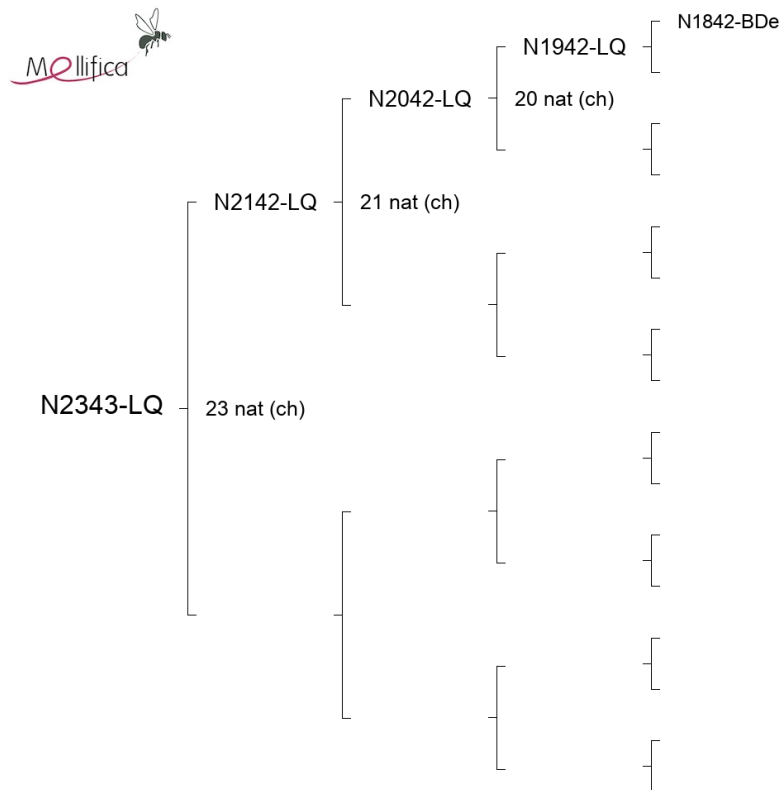 Mellifica
N1842-BDe
N1942-LQ
N2042-LQ
20 nat (ch)
N2142-LQ
21 nat (ch)
N2343-LQ
23 nat (ch)